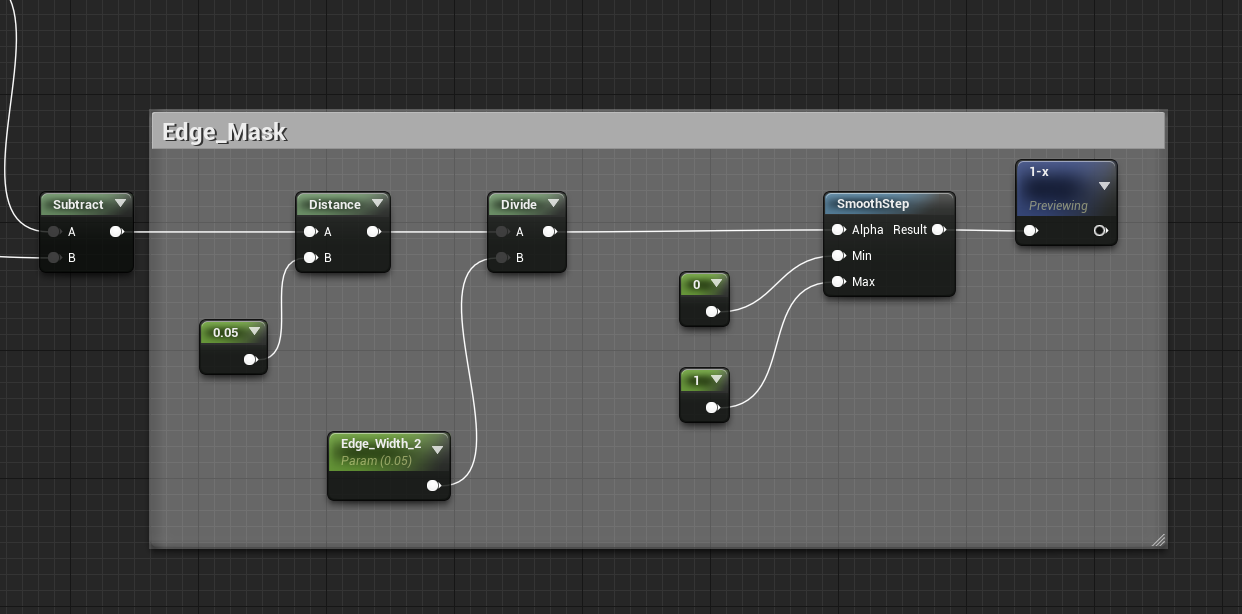 Edge_Mask
1-x
Previewing
Subtract
A
B
Distance
A
B
Divide
A
B
SmoothStep
Alpha Result
Min
Max
0
0.05
1
Edge_Width_2
Param (0.05)